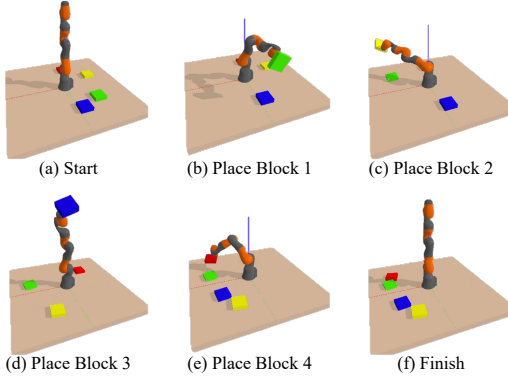 (a) Start
(b) Place Block 1
(c) Place Block 2
(d) Place Block 3
(e) Place Block 4
(f) Finish